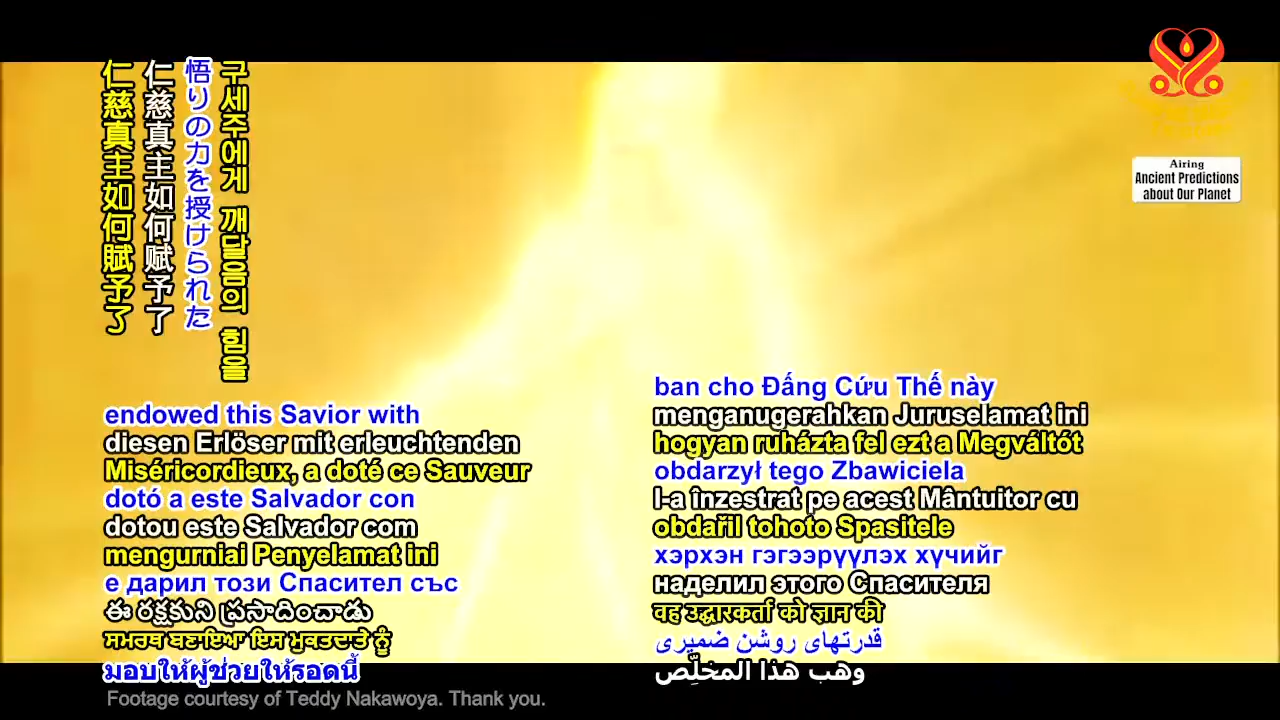 仁慈真主如何賦予了
仁慈真主如何赋予了
悟りの力を授けられた
구세주에게 깨달음의 힘을
Airing
Ancient Predictions
about Our Planet
endowed this Savior with
diesen Erlöser mit erleuchtenden
Miséricordieux, a doté ce Sauveur
dotó a este Salvador con
dotou este Salvador com
mengurniai Penyelamat ini
е дарил този Спасител със
ఈ రక్షకుని ప్రసాదించాడు
ਸਮਰਥ ਬਣਾਇਆ ਇਸ ਮੁਕਤਦਾਤੇ ਨੂੰ
มอบให้ผู้ช่วยให้รอดนี้
ban cho Đấng Cứu Thế này
menganugerahkan Juruselamat ini
hogyan ruházta fel ezt a Megváltót
obdarzył tego Zbawiciela
l-a înzestrat pe acest Mântuitor cu
obdařil tohoto Spasitele
хэрхэн гэгээрүүлэх хүчийг
наделил этого Спасителя
वह उद्धारकर्ता को ज्ञान की
قدرتهای روشن ضمیری
وهب هذا المخلِّص
Footage courtesy of Teddy Nakawoya. Thank you.